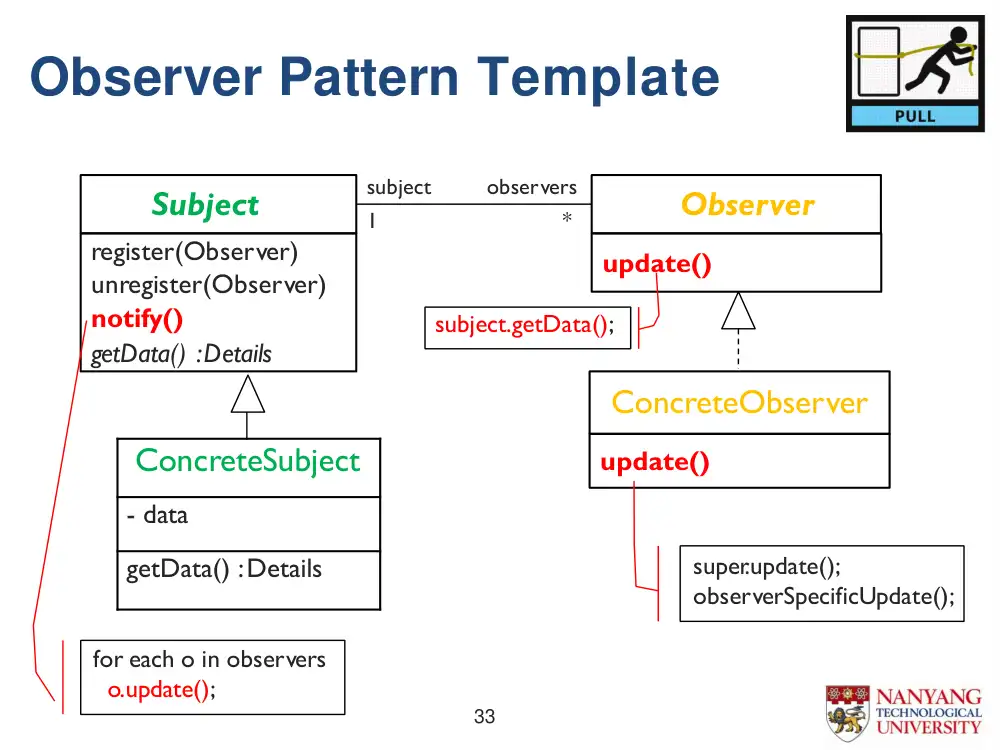 Observer Pattern Template
PULL
Subject
register(Observer)
unregister(Observer)
notify()
getData() :Details
subject observers
1 *
Observer
update()
subject.getData();
ConcreteSubject
- data
getData() :Details
ConcreteObserver
update()
super.update();
observerSpecificUpdate();
for each o in observers
o.update();
33
NANYANG
TECHNOLOGICAL
UNIVERSITY